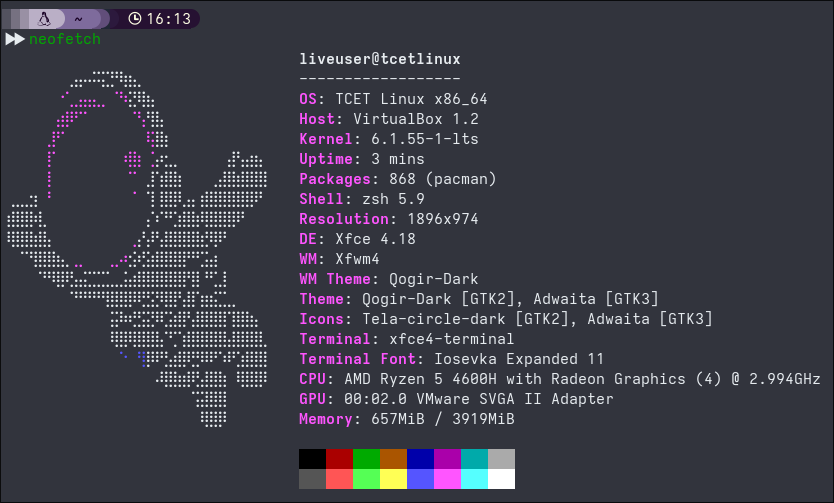 ~ 16:13
neofetch
liveuser@tcetlinux
------------------
OS: TCET Linux x86_64
Host: VirtualBox 1.2
Kernel: 6.1.55-1-lts
Uptime: 3 mins
Packages: 868 (pacman)
Shell: zsh 5.9
Resolution: 1896x974
DE: Xfce 4.18
WM: Xfwm4
WM Theme: Qogir-Dark
Theme: Qogir-Dark [GTK2], Adwaita [GTK3]
Icons: Tela-circle-dark [GTK2], Adwaita [GTK3]
Terminal: xfce4-terminal
Terminal Font: Iosevka Expanded 11
CPU: AMD Ryzen 5 4600H with Radeon Graphics (4) @ 2.994GHz
GPU: 00:02.0 VMware SVGA II Adapter
Memory: 657MiB / 3919MiB